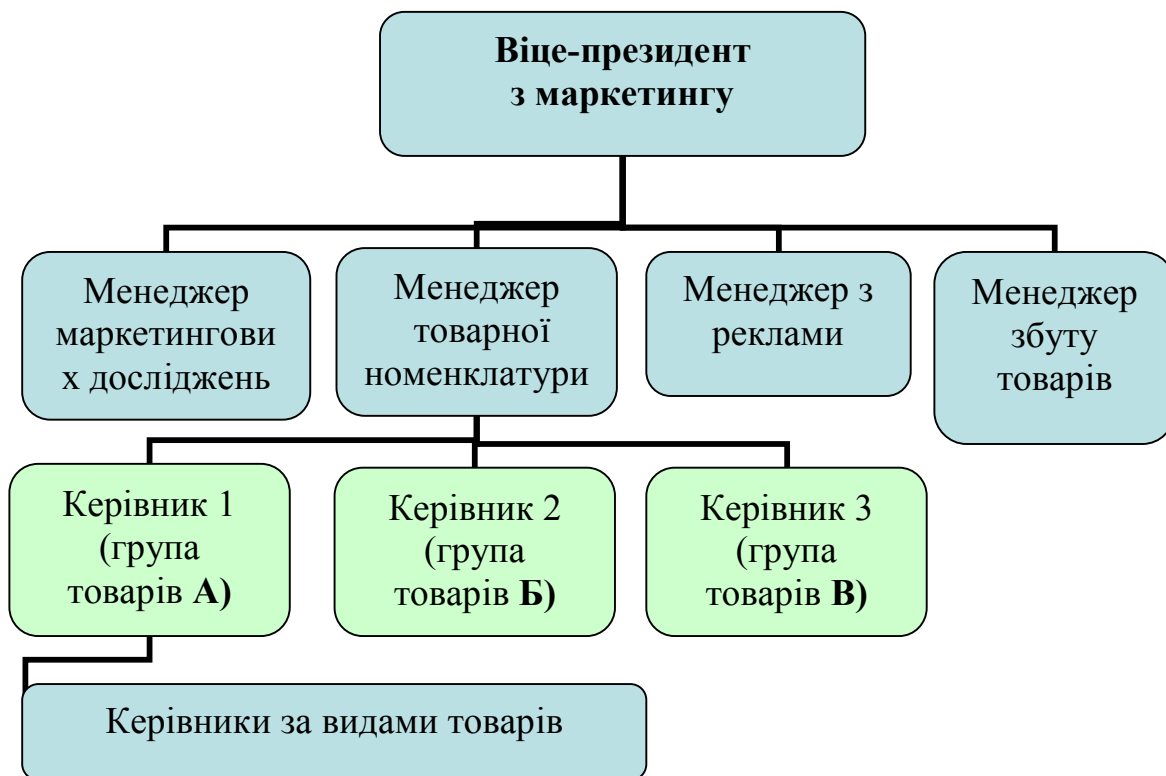 Віце-президент
з маркетингу
Менеджер
маркетингови
х досліджень
Менеджер
товарної
номенклатури
Менеджер з
реклами
Менеджер
збуту
товарів
Керівник 1
(група
товарів А)
Керівник 2
(група
товарів Б)
Керівник 3
(група
товарів В)
Керівники за видами товарів